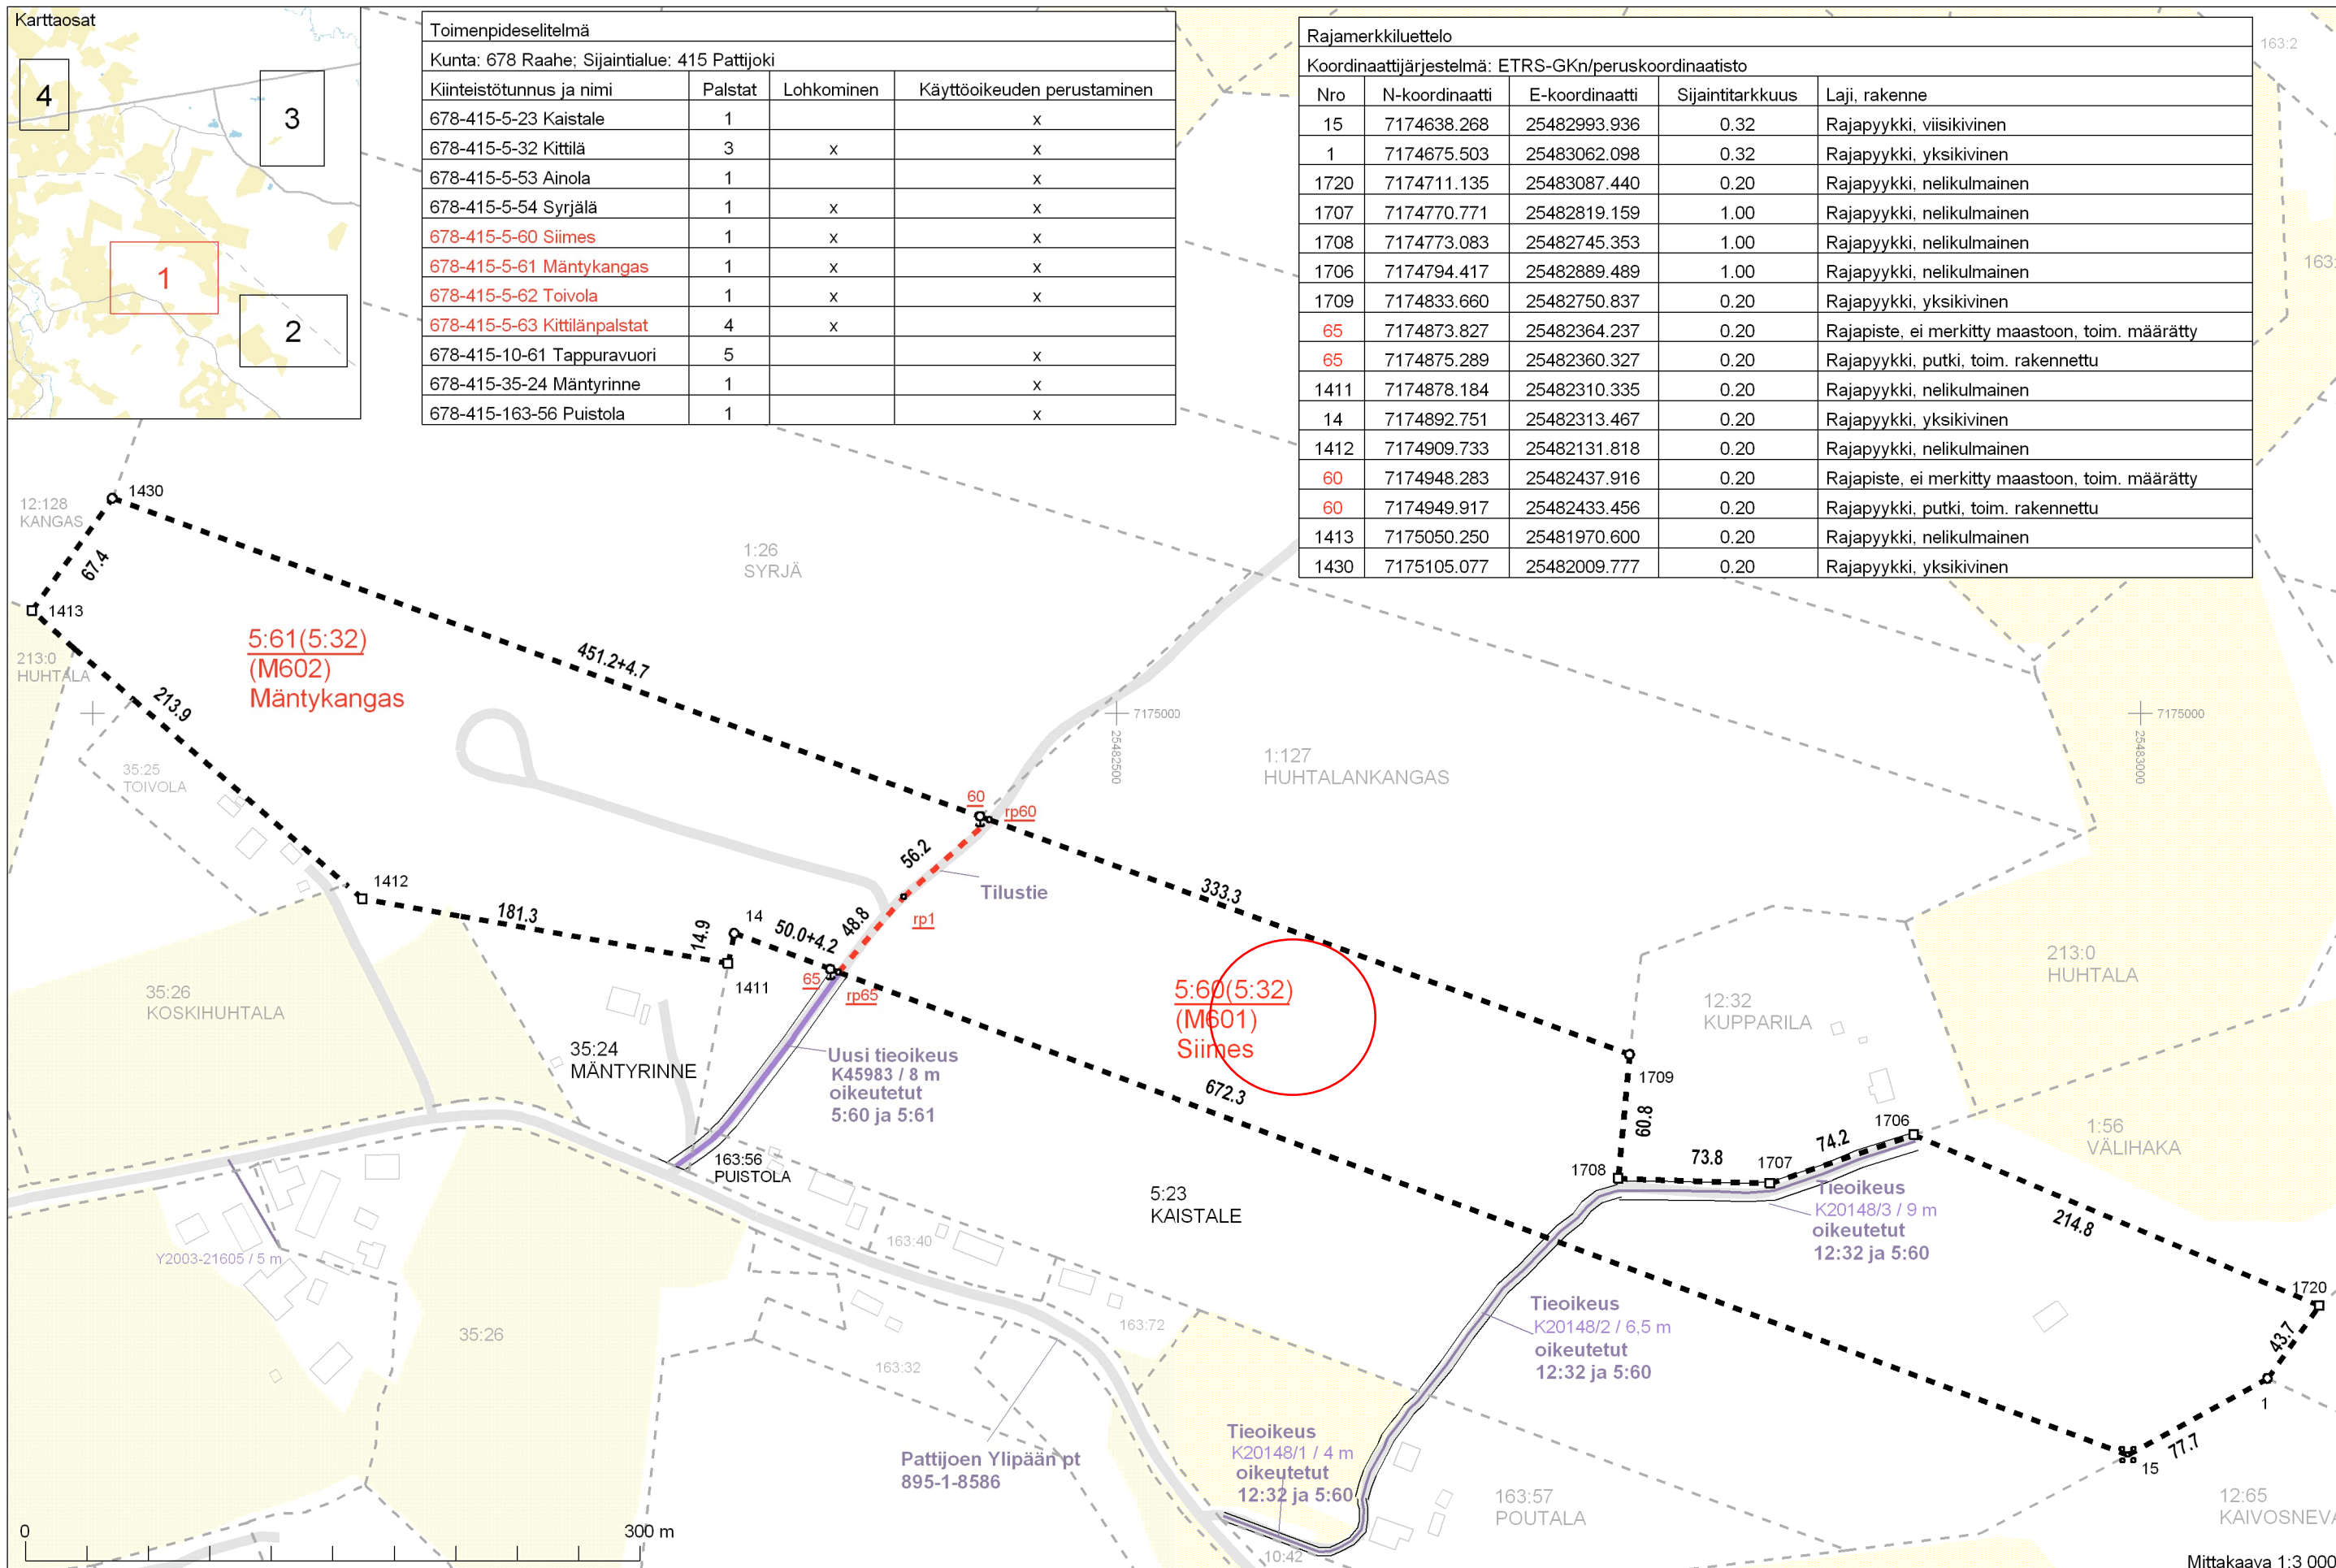 Karttaosat
4
3
1
2
Toimenpideselitelmä
Kunta: 678 Raahe; Sijaintialue: 415 Pattijoki
Kiinteistötunnus ja nimi Palstat Lohkominen Käyttöoikeuden perustaminen
678-415-5-23 Kaistale 1 x
678-415-5-32 Kittilä 3 x x
678-415-5-53 Ainola 1 x
678-415-5-54 Syrjälä 1 x x
678-415-5-60 Siimes 1 x x
678-415-5-61 Mäntykangas 1 x x
678-415-5-62 Toivola 1 x x
678-415-5-63 Kittilänpalstat 4 x
678-415-10-61 Tappuravuori 5 x
678-415-35-24 Mäntyrinne 1 x
678-415-163-56 Puistola 1 x
Rajamerkkiluettelo
Koordinaattijärjestelmä: ETRS-GKn/peruskoordinaatisto
Nro N-koordinaatti E-koordinaatti Sijaintitarkkuus Laji, rakenne
15 7174638.268 25482993.936 0.32 Rajapyykki, viisikivinen
1 7174675.503 25483062.098 0.32 Rajapyykki, yksikivinen
1720 7174711.135 25483087.440 0.20 Rajapyykki, nelikulmainen
1707 7174770.771 25482819.159 1.00 Rajapyykki, nelikulmainen
1708 7174773.083 25482745.353 1.00 Rajapyykki, nelikulmainen
1706 7174794.417 25482889.489 1.00 Rajapyykki, nelikulmainen
1709 7174833.660 25482750.837 0.20 Rajapyykki, yksikivinen
65 7174873.827 25482364.237 0.20 Rajapiste, ei merkitty maastoon, toim. määrätty
65 7174875.289 25482360.327 0.20 Rajapyykki, putki, toim. rakennettu
1411 7174878.184 25482310.335 0.20 Rajapyykki, nelikulmainen
14 7174892.751 25482313.467 0.20 Rajapyykki, yksikivinen
1412 7174909.733 25482131.818 0.20 Rajapyykki, nelikulmainen
60 7174948.283 25482437.916 0.20 Rajapiste, ei merkitty maastoon, toim. määrätty
60 7174949.917 25482433.456 0.20 Rajapyykki, putki, toim. rakennettu
1413 7175050.250 25481970.600 0.20 Rajapyykki, nelikulmainen
1430 7175105.077 25482009.777 0.20 Rajapyykki, yksikivinen
163:2
1430
12:128
KANGAS
67.4
1413
1:26
SYRJÄ
5:61(5:32)
(M602)
Mäntykangas
451.2+4.7
213:0
HUHTALA
213.9
35:25
TOIVOLA
7175000
25482500
7175000
25483000
1:127
HUHTALANKANGAS
60
rp60
56.2
Tilustie
1412
181.3
14.9
14
50.0+4.2
48.8
rp1
333.3
1411
65
rp65
5:60(5:32)
(M601)
Siimes
213:0
HUHTALA
12:32
KUPPARILA
35:26
KOSKIHUHTALA
35:24
MÄNTYRINNE
Uusi tieoikeus
K45983 / 8 m
oikeutetut
5:60 ja 5:61
672.3
1709
60.8
1706
74.2
1:56
VÄLIHAKA
1708
73.8
1707
163:56
PUISTOLA
5:23
KAISTALE
Tieoikeus
K20148/3 / 9 m
oikeutetut
12:32 ja 5:60
214.8
Y2003-21605 / 5 m
163:40
1720
Tieoikeus
K20148/2 / 6,5 m
oikeutetut
12:32 ja 5:60
35:26
163:72
163:32
43.7
1
Tieoikeus
K20148/1 / 4 m
oikeutetut
12:32 ja 5:60
Pattijoen Ylipään pt
895-1-8586
77.7
15
163:57
POUTALA
12:65
KAIVOSNEVA
0
300 m
10:42
Mittakaava 1:3 000